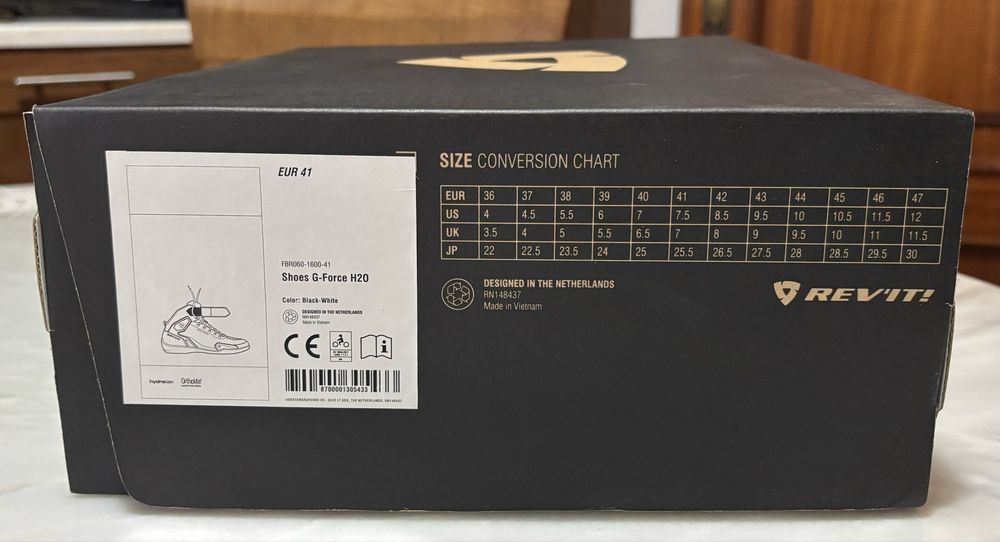 EUR 41
FBR060-1600-41
Shoes G-Force H2O
Color: Black-White
DESIGNED IN THE NETHERLANDS
RN148437
Made in Vietnam
CE
hydratex OrthoLite
8700001305433
SIZE CONVERSION CHART
EUR 36 37 38 39 40 41 42 43 44 45 46 47
US 4 4.5 5.5 6 7 7.5 8.5 9.5 10 10.5 11.5 12
UK 3.5 4 5 5.5 6.5 7 8 9 9.5 10 11 11.5
JP 22 22.5 23.5 24 25 25.5 26.5 27.5 28 28.5 29.5 30
DESIGNED IN THE NETHERLANDS
RN148437
Made in Vietnam
REV'IT!